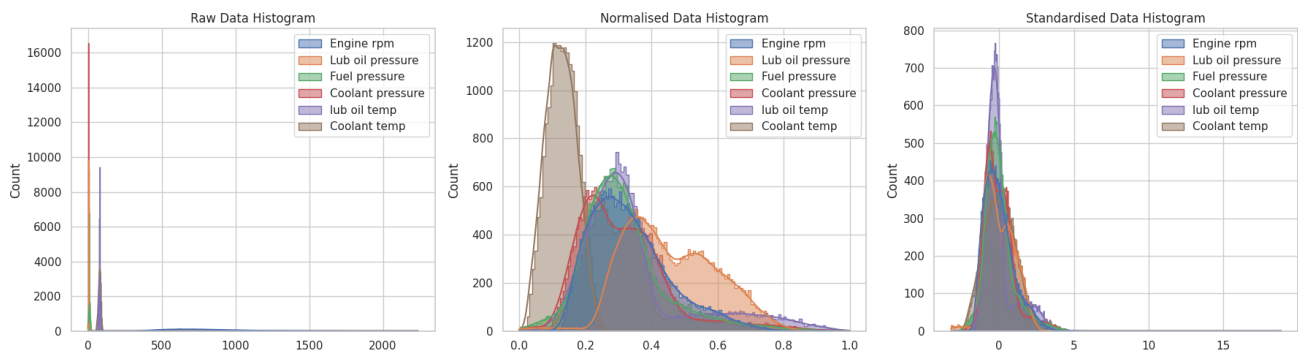 Raw Data Histogram
Count
16000
14000
12000
10000
8000
6000
4000
2000
0
0
500
1000
1500
2000
Engine rpm
Lub oil pressure
Fuel pressure
Coolant pressure
lub oil temp
Coolant temp
Normalised Data Histogram
Count
1200
1000
800
600
400
200
0
0.0
0.2
0.4
0.6
0.8
1.0
Engine rpm
Lub oil pressure
Fuel pressure
Coolant pressure
lub oil temp
Coolant temp
Standardised Data Histogram
Count
800
700
600
500
400
300
200
100
0
0
5
10
15
Engine rpm
Lub oil pressure
Fuel pressure
Coolant pressure
lub oil temp
Coolant temp